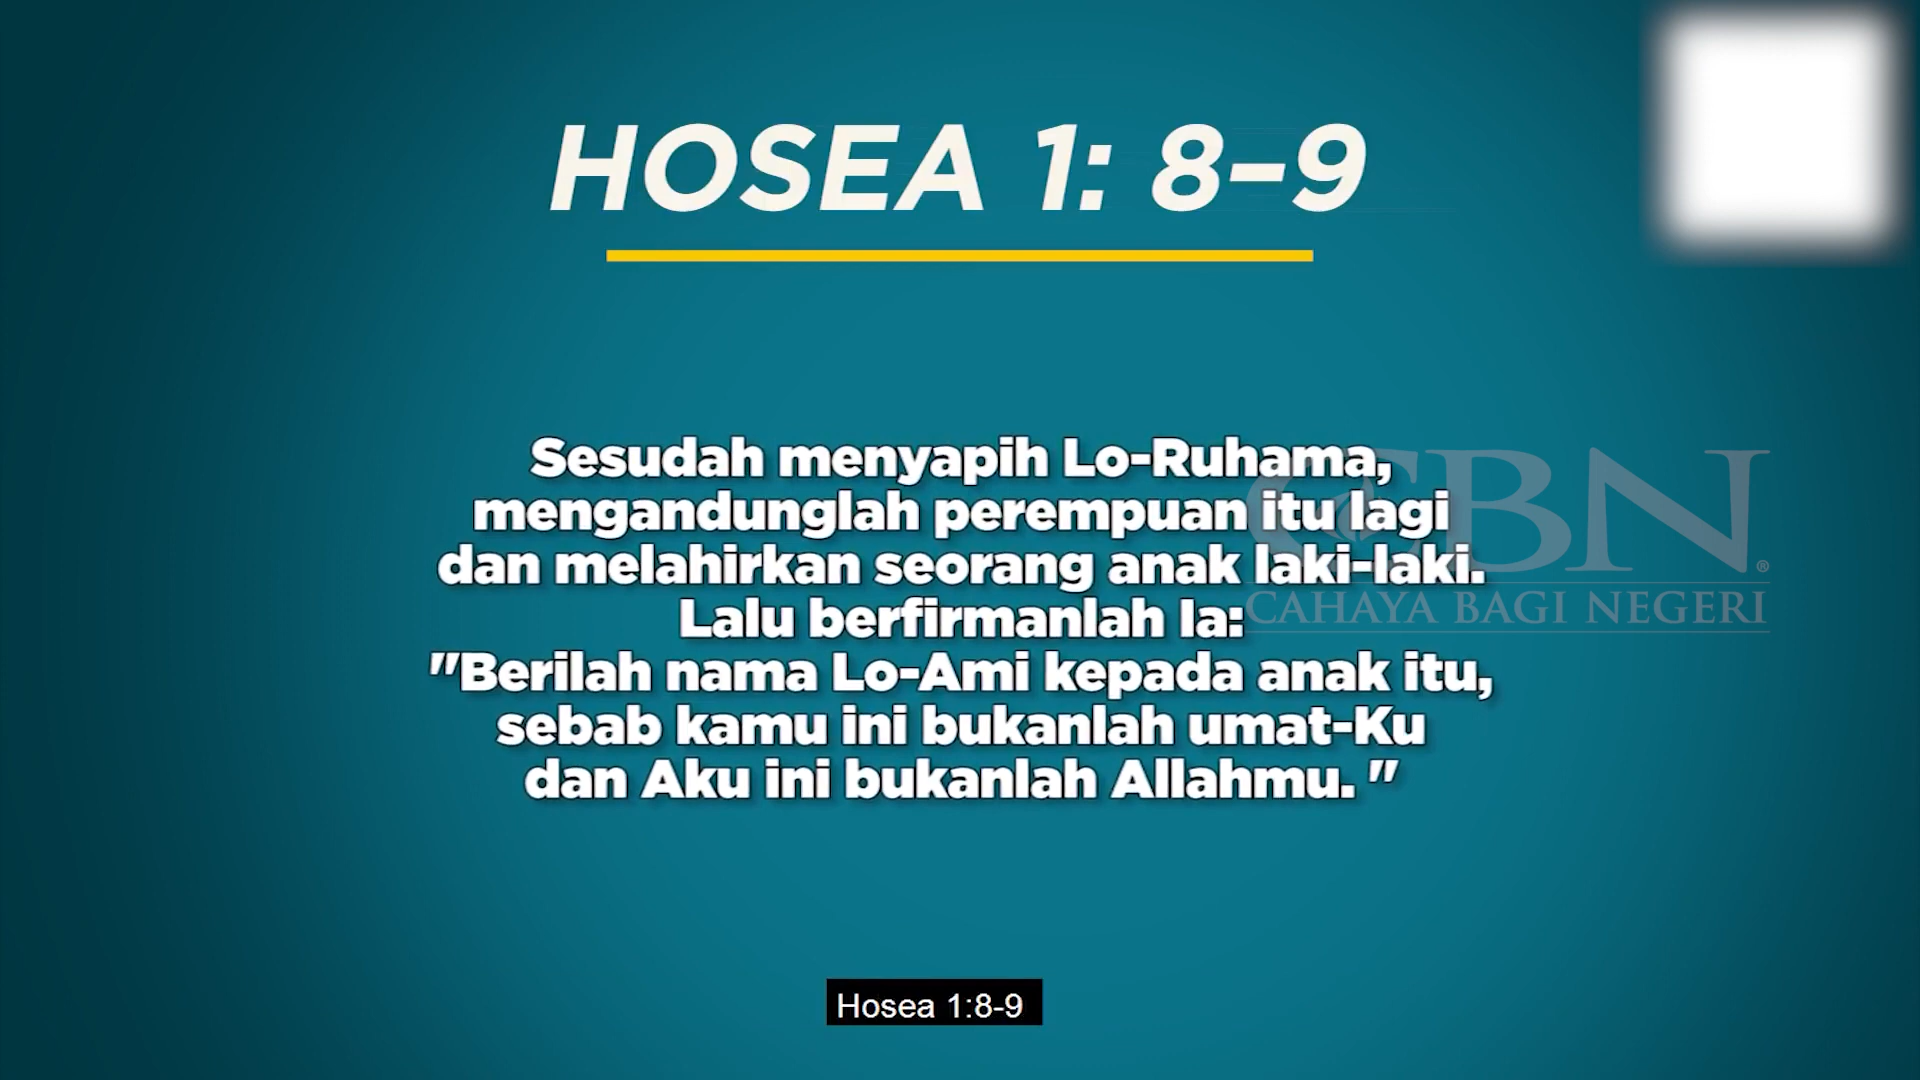 HOSEA 1: 8-9
Sesudah menyapih Lo-Ruhama,
mengandunglah perempuan itu lagi
dan melahirkan seorang anak laki-laki.
Lalu berfirmanlah Ia:
"Berilah nama Lo-Ami kepada anak itu,
sebab kamu ini bukanlah umat-Ku
dan Aku ini bukanlah Allahmu. "
CBN®
CAHAYA BAGI NEGERI
Hosea 1:8-9